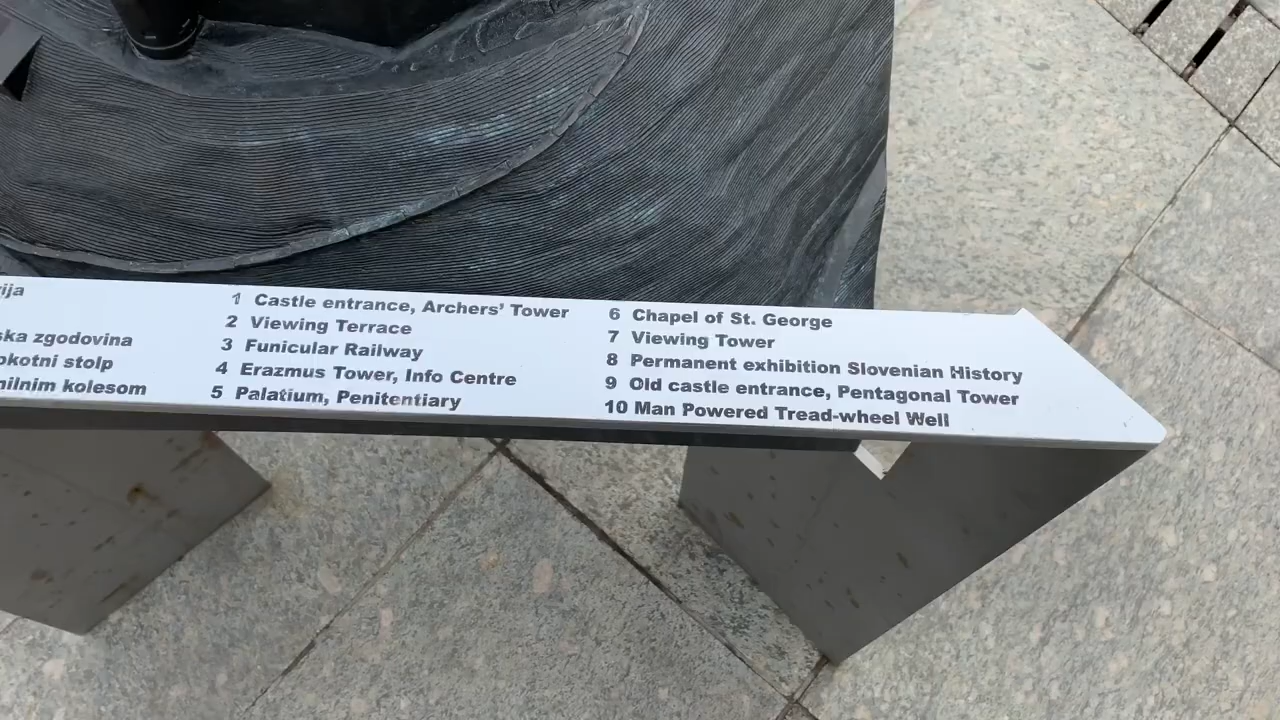 ska zgodovina
okotni stolp
kolesom
1 Castle entrance, Archers' Tower
2 Viewing Terrace
3 Funicular Railway
4 Erazmus Tower, Info Centre
5 Palatium, Penitentiary
6 Chapel of St. George
7 Viewing Tower
8 Permanent exhibition Slovenian History
9 Old castle entrance, Pentagonal Tower
10 Man Powered Tread-wheel Well